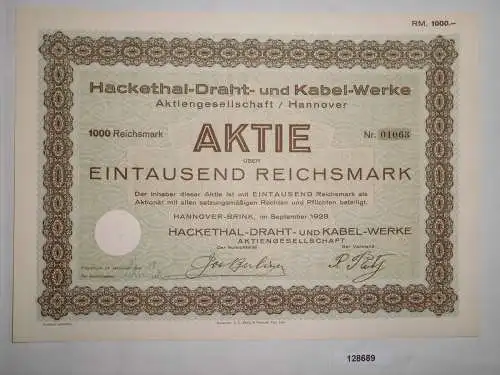 RM. 1000.–
Hackethal-Draht- und Kabel-Werke
Aktiengesellschaft / Hannover
1000 Reichsmark AKTIE Nr. 01063
ÜBER
EINTAUSEND REICHSMARK
Der Inhaber dieser Aktie ist mit EINTAUSEND Reichsmark als
Aktionär mit allen satzungsmäßigen Rechten und Pflichten beteiligt.
HANNOVER-BRINK, im September 1928.
HACKETHAL-DRAHT- UND KABEL-WERKE
AKTIENGESELLSCHAFT
Der Aufsichtsrat Der Vorstand
128689